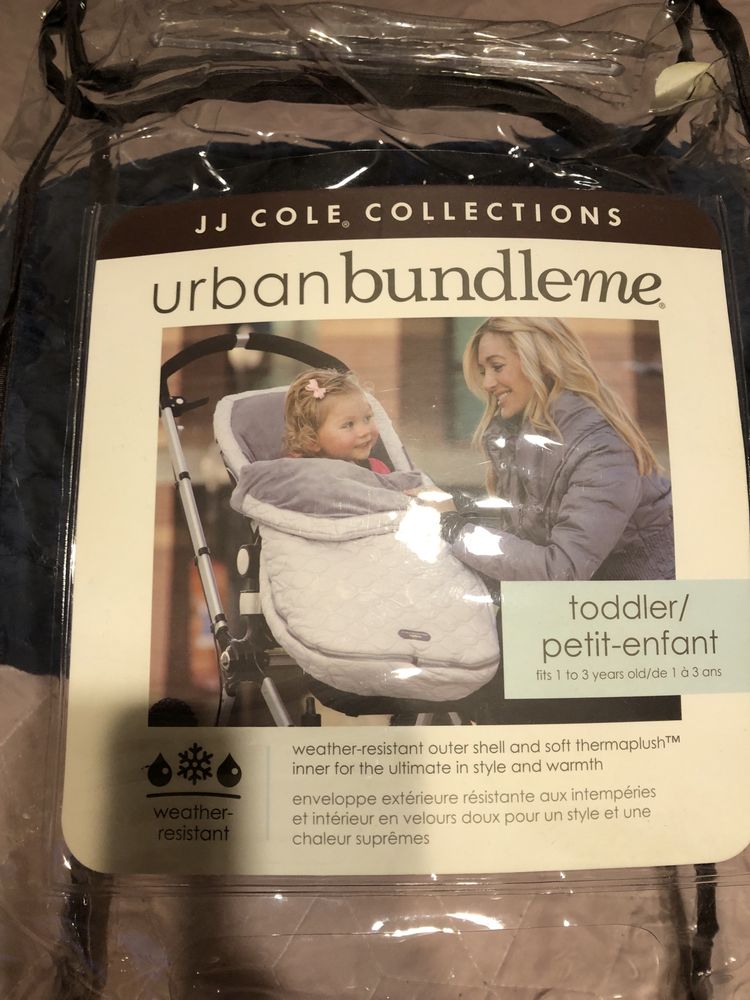 JJ COLE® COLLECTIONS
urban bundleme®
toddler/
petit-enfant
fits 1 to 3 years old/de 1 à 3 ans
weather-resistant outer shell and soft thermaplush™
inner for the ultimate in style and warmth
weather-
resistant
enveloppe extérieure résistante aux intempéries
et intérieur en velours doux pour un style et une
chaleur suprêmes